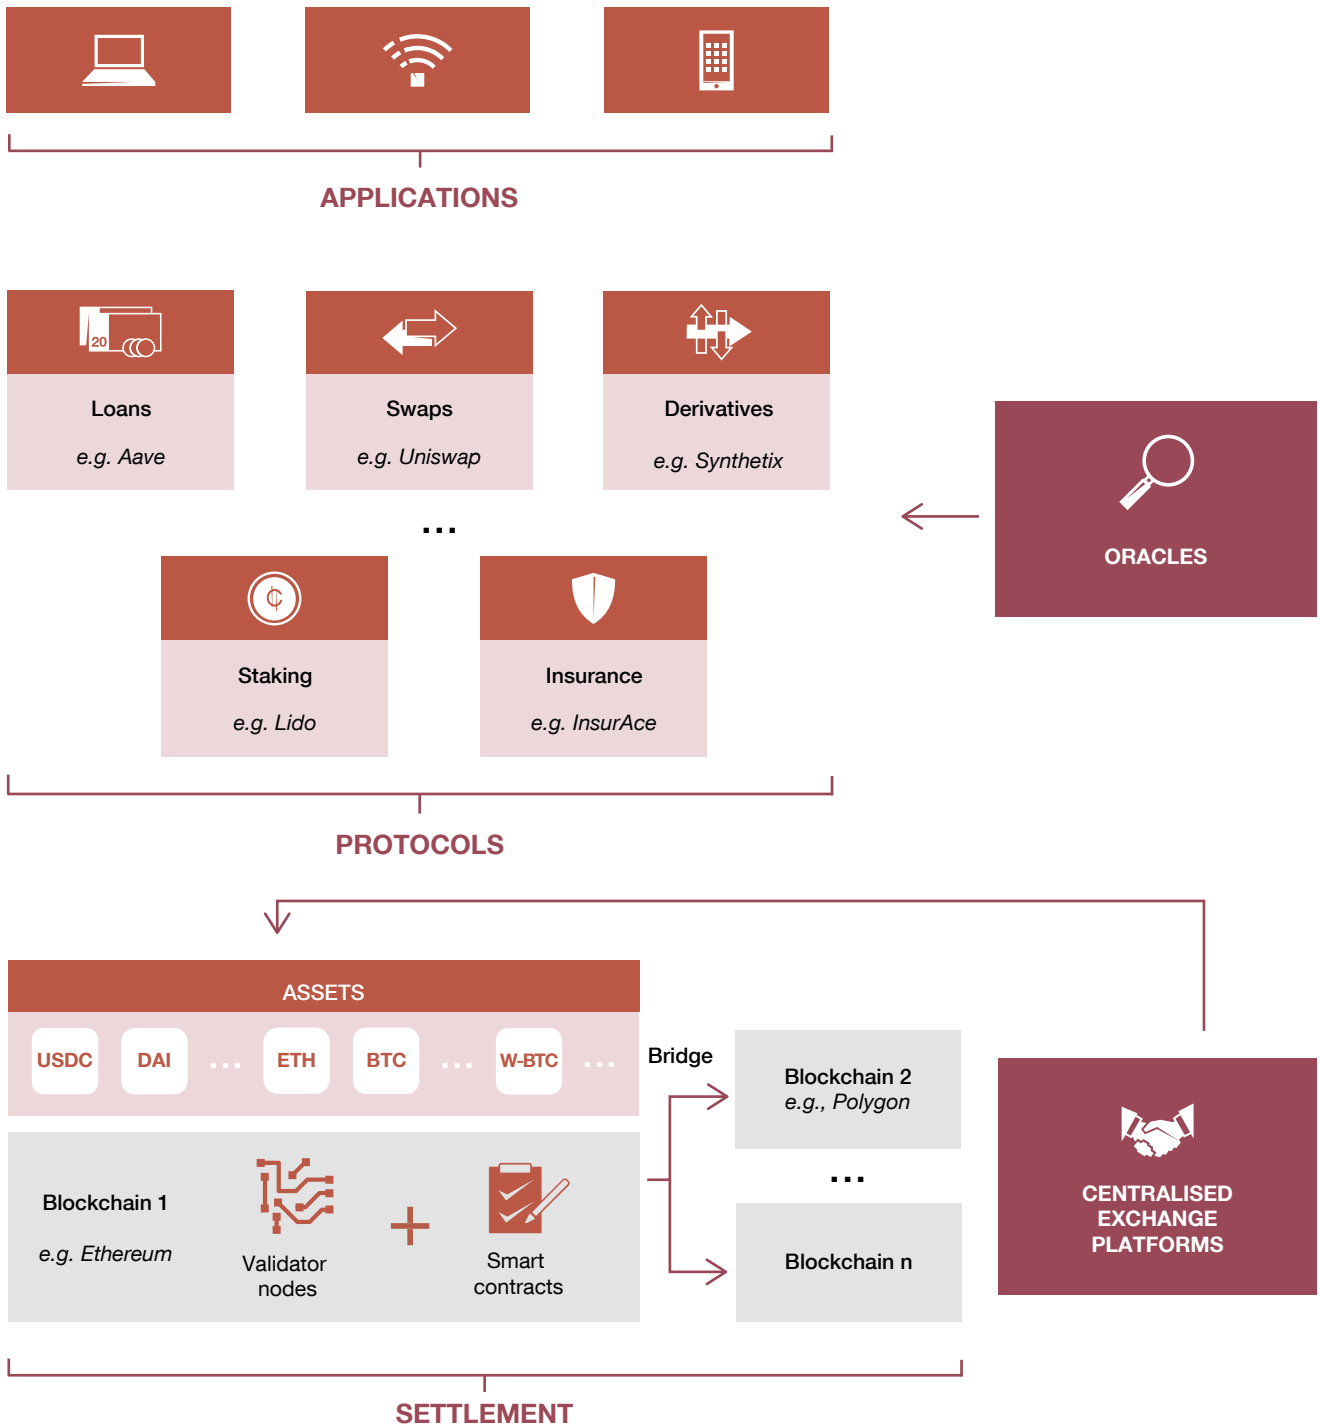 APPLICATIONS
20
Loans
e.g. Aave
Swaps
e.g. Uniswap
Derivatives
e.g. Synthetix
...
ORACLES
₵
Staking
e.g. Lido
Insurance
e.g. InsurAce
PROTOCOLS
ASSETS
USDC DAI ... ETH BTC ... W-BTC ...
Bridge
Blockchain 1
e.g. Ethereum
Validator
nodes
+
Smart
contracts
Blockchain 2
e.g., Polygon
...
Blockchain n
CENTRALISED
EXCHANGE
PLATFORMS
SETTLEMENT